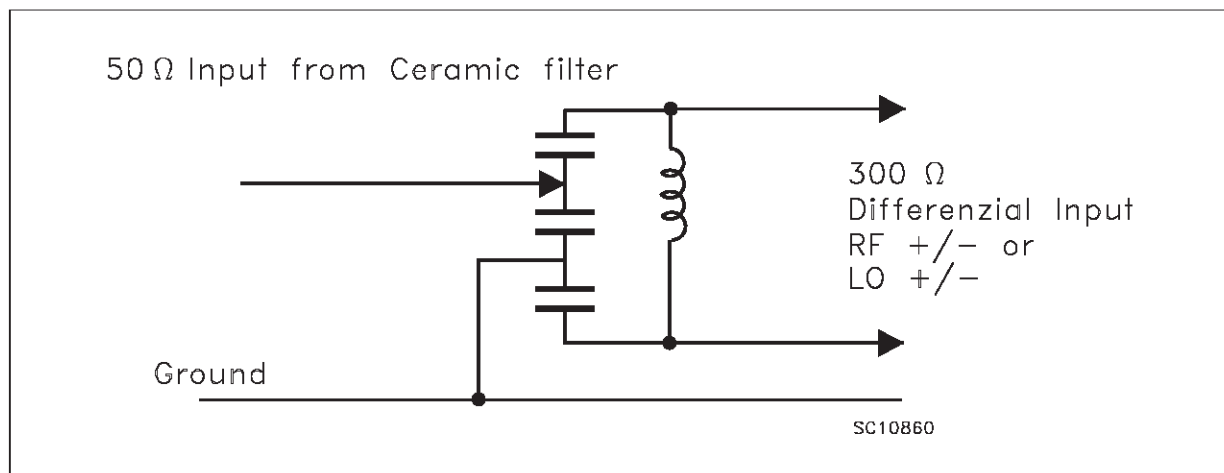 50 Ω Input from Ceramic filter
300 Ω
Differenzial Input
RF +/- or
LO +/-
Ground
SC10860